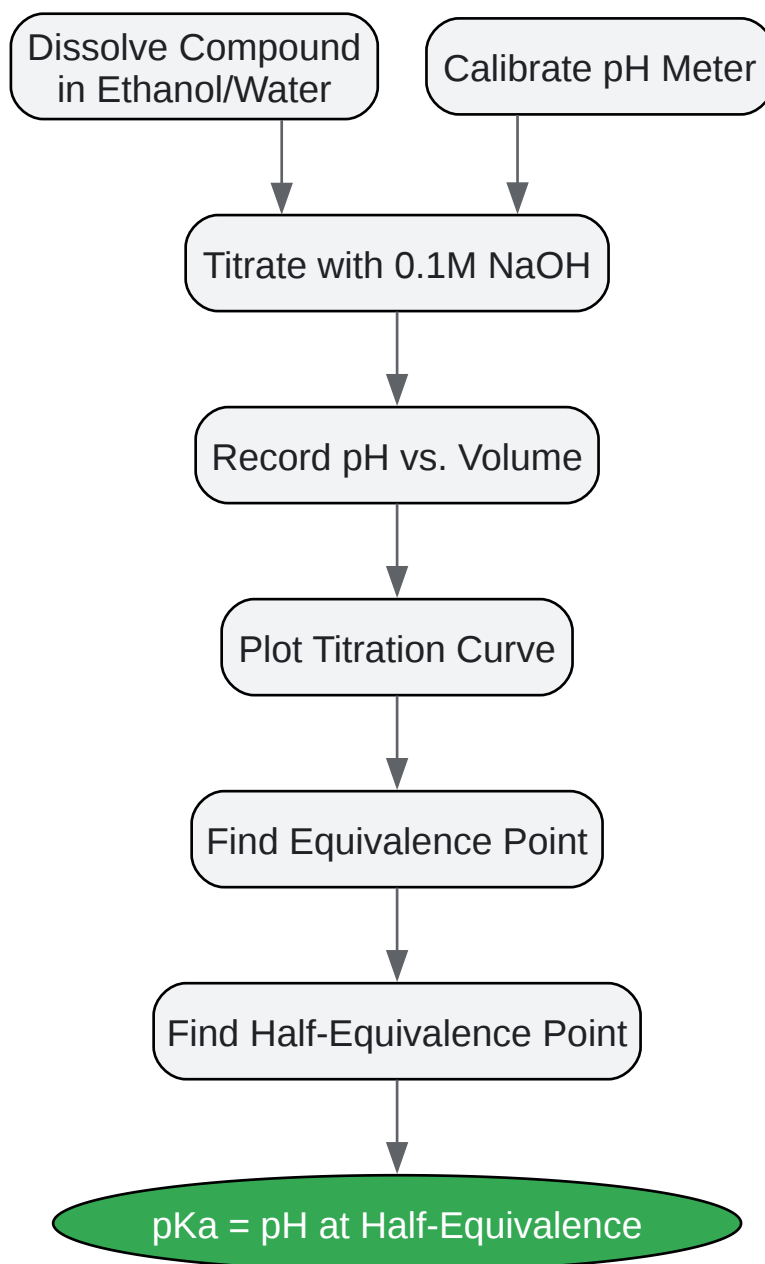 Dissolve Compound
in Ethanol/Water
Calibrate pH Meter
Titrate with 0.1M NaOH
Record pH vs. Volume
Plot Titration Curve
Find Equivalence Point
Find Half-Equivalence Point
pKa = pH at Half-Equivalence